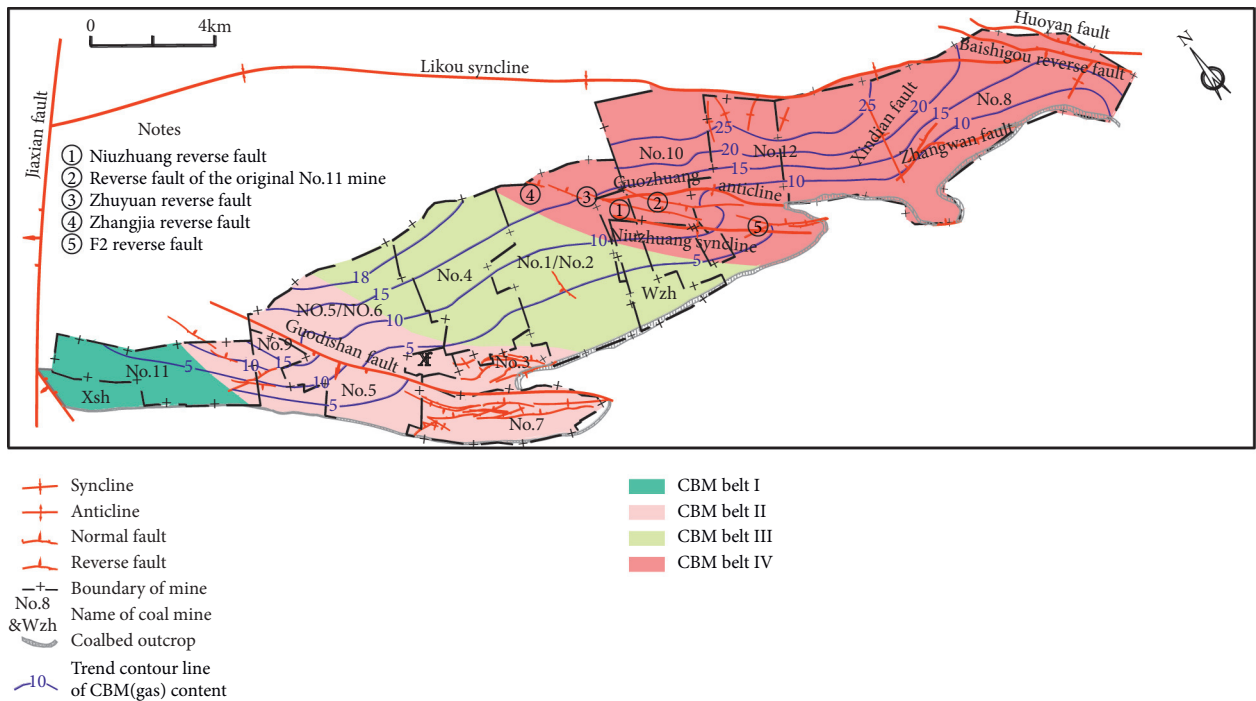 0 4km
Huoyan fault
N
Baishigou reverse fault
Likou syncline
Jiaxian fault
Notes
① Niuzhuang reverse fault
② Reverse fault of the original No.11 mine
③ Zhuyuan reverse fault
④ Zhangjia reverse fault
⑤ F2 reverse fault
25
Xindian fault
20
15
No.8
10
Zhangwan fault
25
No.10
20
No.12
15
10
Guozhuang
anticline
④
③
①
②
⑤
Niuzhuang syncline
10
5
No.1/No.2
Wzh
No.4
18
15
NO.5/NO.6
10
5
Guodishan fault
No.3
No.9
15
10
10
No.11
5
Xsh
No.5
5
No.7
Syncline
Anticline
Normal fault
Reverse fault
Boundary of mine
No.8
&Wzh
Name of coal mine
Coalbed outcrop
10
Trend contour line
of CBM(gas) content
CBM belt I
CBM belt II
CBM belt III
CBM belt IV